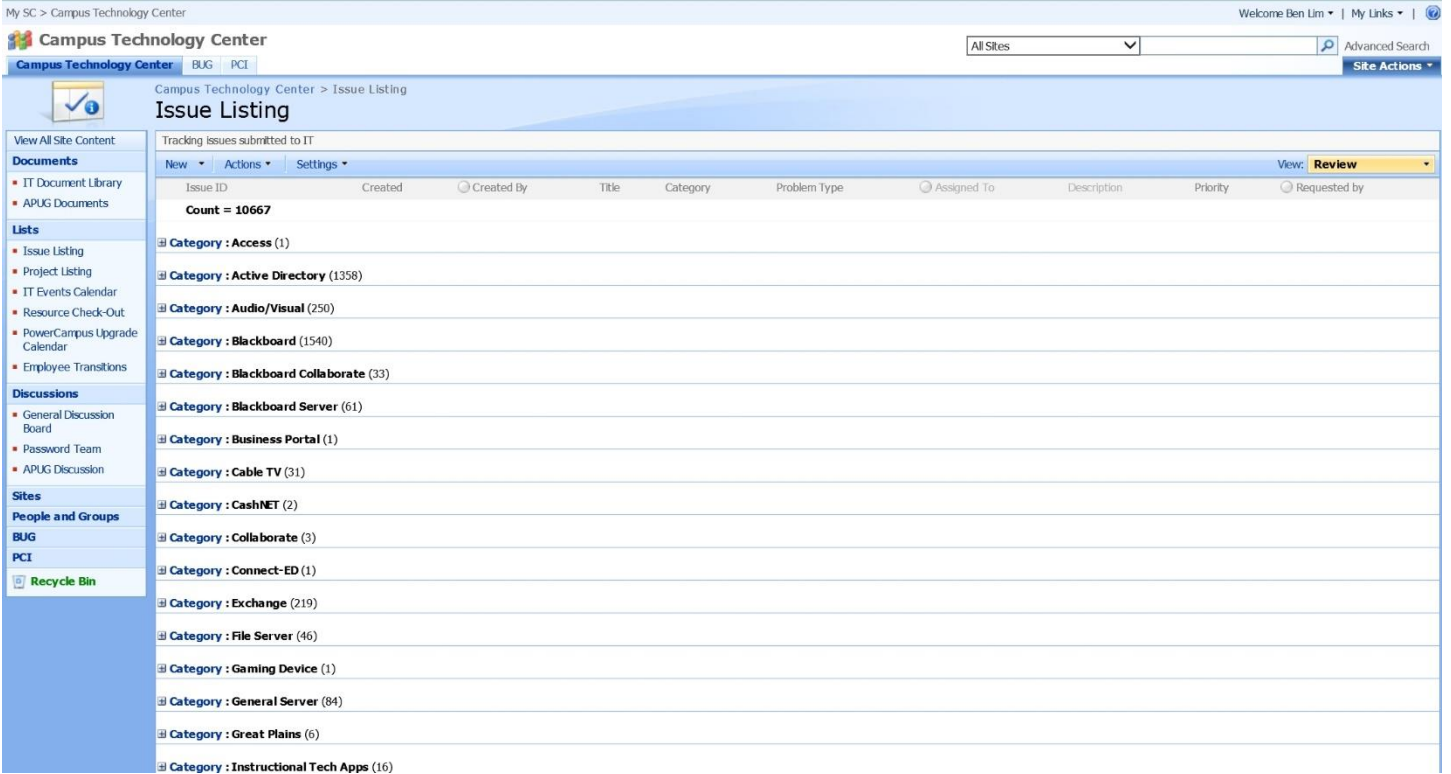 My SC > Campus Technology Center
Welcome Ben Lim | My Links |
Campus Technology Center
All Sites
Advanced Search
Campus Technology Center BUG PCI
Site Actions
Campus Technology Center > Issue Listing
Issue Listing
View All Site Content
Documents
IT Document Library
APUG Documents
Lists
Issue Listing
Project Listing
IT Events Calendar
Resource Check-Out
PowerCampus Upgrade
Calendar
Employee Transitions
Discussions
General Discussion
Board
Password Team
APUG Discussion
Sites
People and Groups
BUG
PCI
Recycle Bin
Tracking issues submitted to IT
New Actions Settings View: Review
Issue ID Created Created By Title Category Problem Type Assigned To Description Priority Requested by
Count = 10667
Category : Access (1)
Category : Active Directory (1358)
Category : Audio/Visual (250)
Category : Blackboard (1540)
Category : Blackboard Collaborate (33)
Category : Blackboard Server (61)
Category : Business Portal (1)
Category : Cable TV (31)
Category : CashNET (2)
Category : Collaborate (3)
Category : Connect-ED (1)
Category : Exchange (219)
Category : File Server (46)
Category : Gaming Device (1)
Category : General Server (84)
Category : Great Plains (6)
Category : Instructional Tech Apps (16)